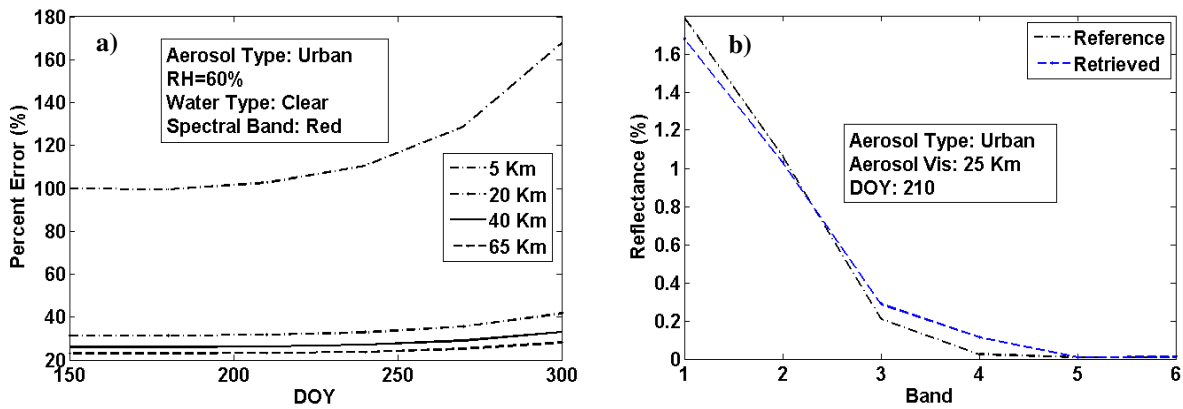 a)
Aerosol Type: Urban
RH=60%
Water Type: Clear
Spectral Band: Red
5 Km
20 Km
40 Km
65 Km
Percent Error (%)
180
160
140
120
100
80
60
40
20
150
200
250
300
DOY
b)
Reference
Retrieved
Aerosol Type: Urban
Aerosol Vis: 25 Km
DOY: 210
Reflectance (%)
1.6
1.4
1.2
1
0.8
0.6
0.4
0.2
0
1
2
3
4
5
6
Band